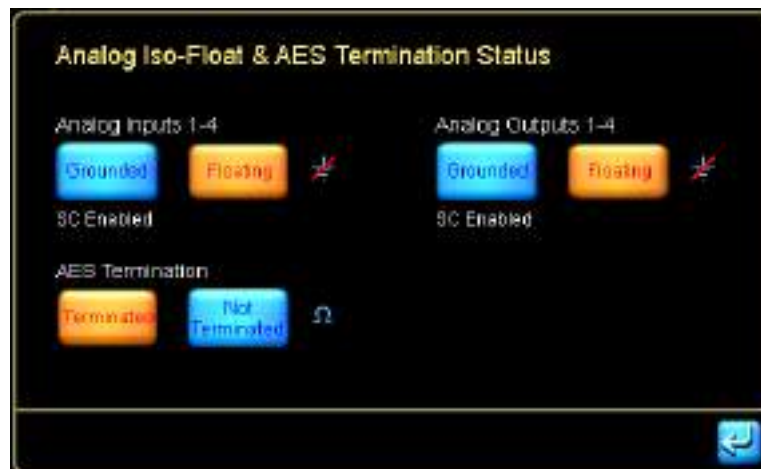 Analog Iso-Float & AES Termination Status
Analog Inputs 1-4
Grounded Floating
SC Enabled
Analog Outputs 1-4
Grounded Floating
SC Enabled
AES Termination
Terminated Not Terminated Ω